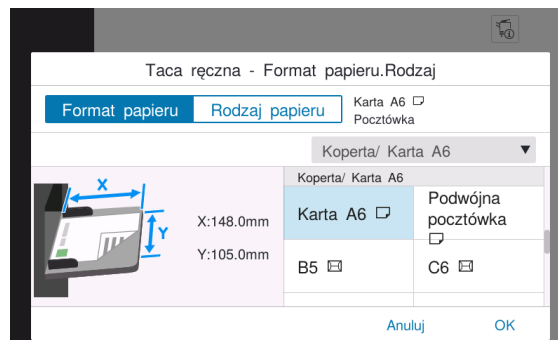 Taca ręczna - Format papieru.Rodzaj
Format papieru
Rodzaj papieru
Karta A6
Pocztówka
Koperta/ Karta A6
Koperta/ Karta A6
X
Y
X:148.0mm
Y:105.0mm
Karta A6
Podwójna
pocztówka
B5
C6
Anuluj
OK